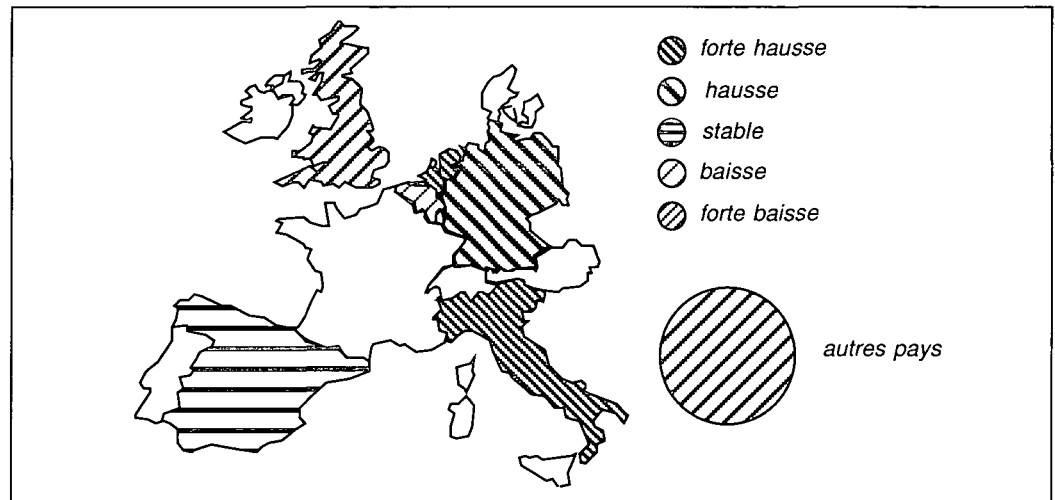 forte hausse
hausse
stable
baisse
forte baisse
autres pays